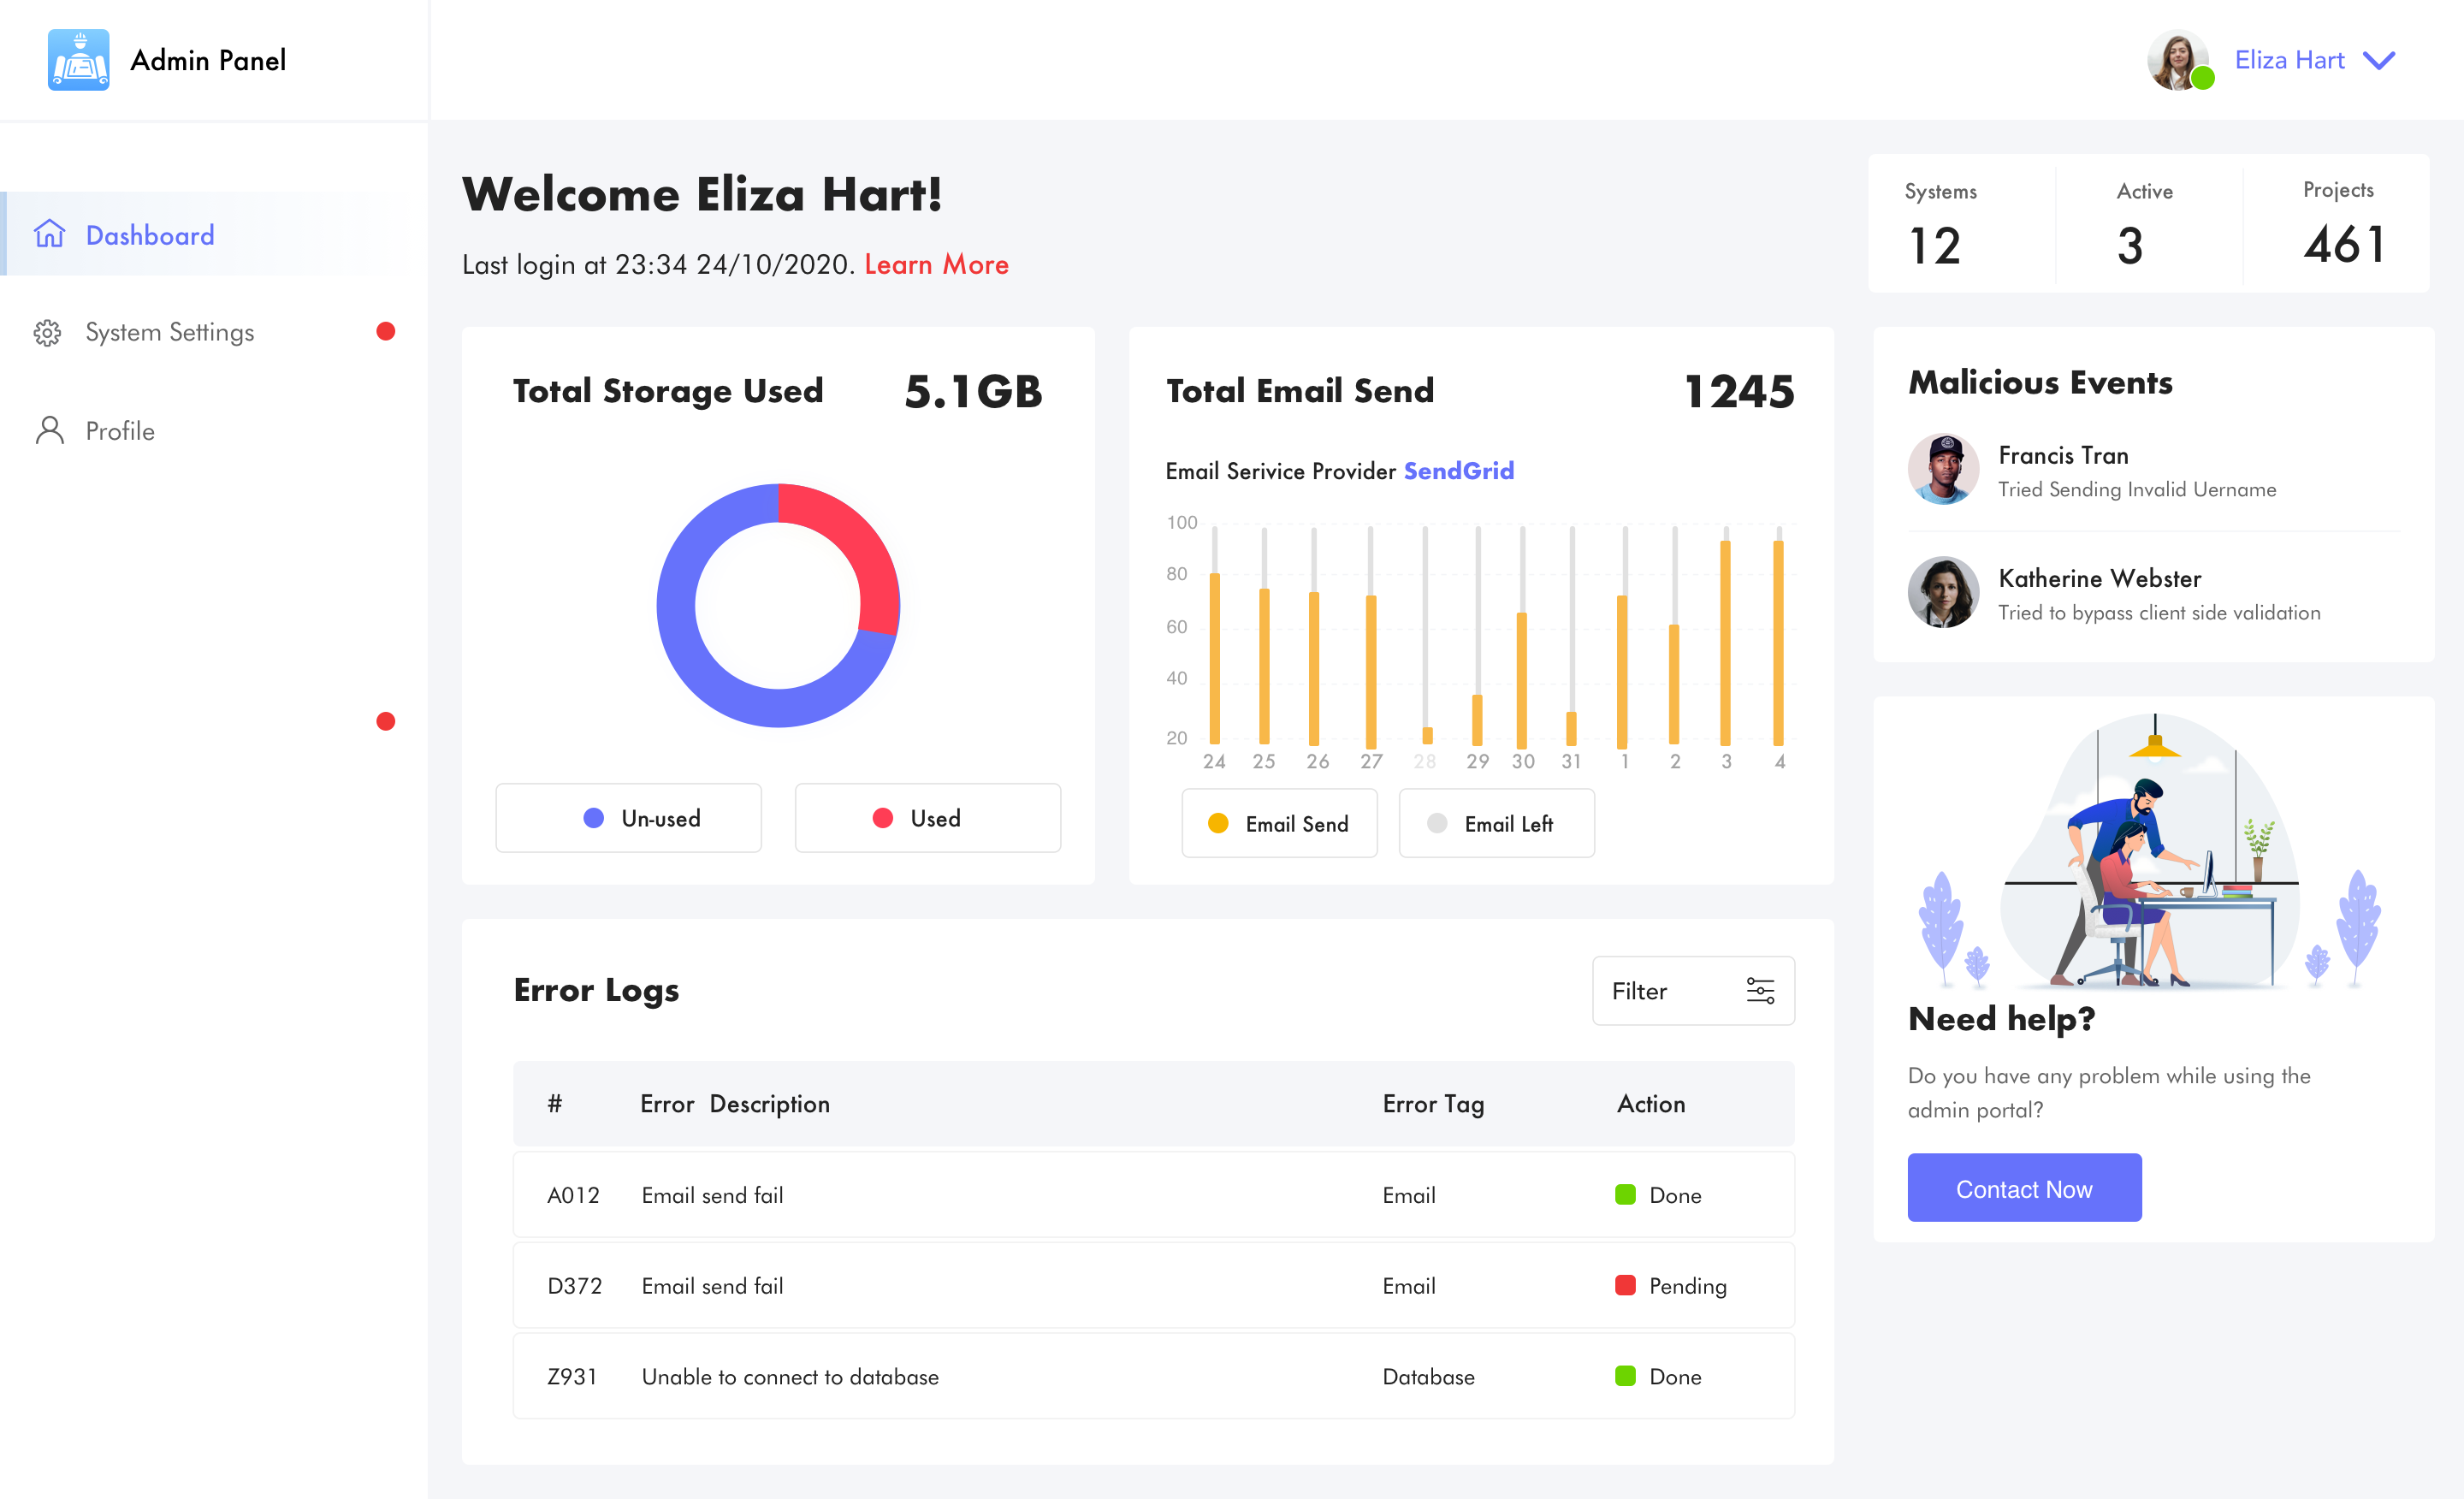 Admin Panel
Eliza Hart
Dashboard
System Settings
Profile
Welcome Eliza Hart!
Last login at 23:34 24/10/2020. Learn More
Systems
12
Active
3
Projects
461
Total Storage Used 5.1GB
Un-used
Used
Total Email Send 1245
Email Serivice Provider SendGrid
100
80
60
40
20
24 25 26 27 28 29 30 31 1 2 3 4
Email Send
Email Left
Malicious Events
Francis Tran
Tried Sending Invalid Uername
Katherine Webster
Tried to bypass client side validation
Need help?
Do you have any problem while using the
admin portal?
Contact Now
Error Logs
Filter
# Error Description Error Tag Action
A012 Email send fail Email Done
D372 Email send fail Email Pending
Z931 Unable to connect to database Database Done